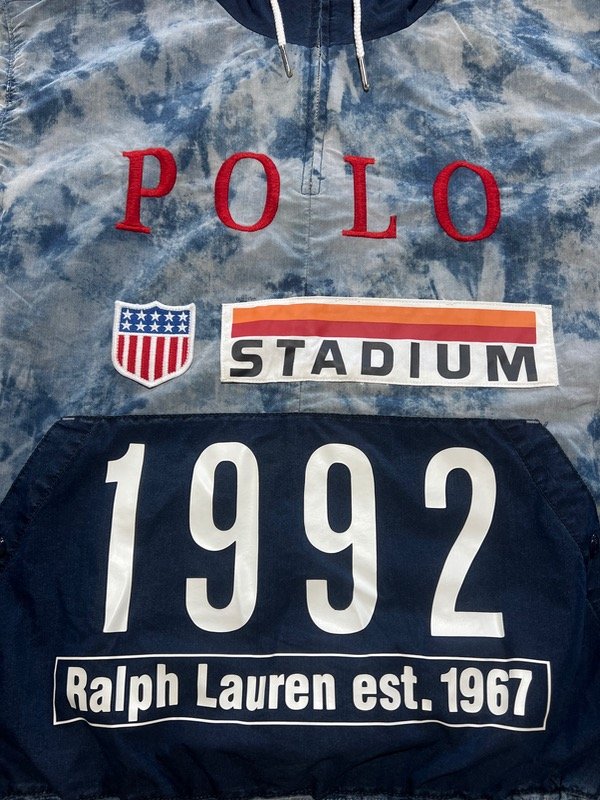 POLO
STADIUM
1992
Ralph Lauren est. 1967